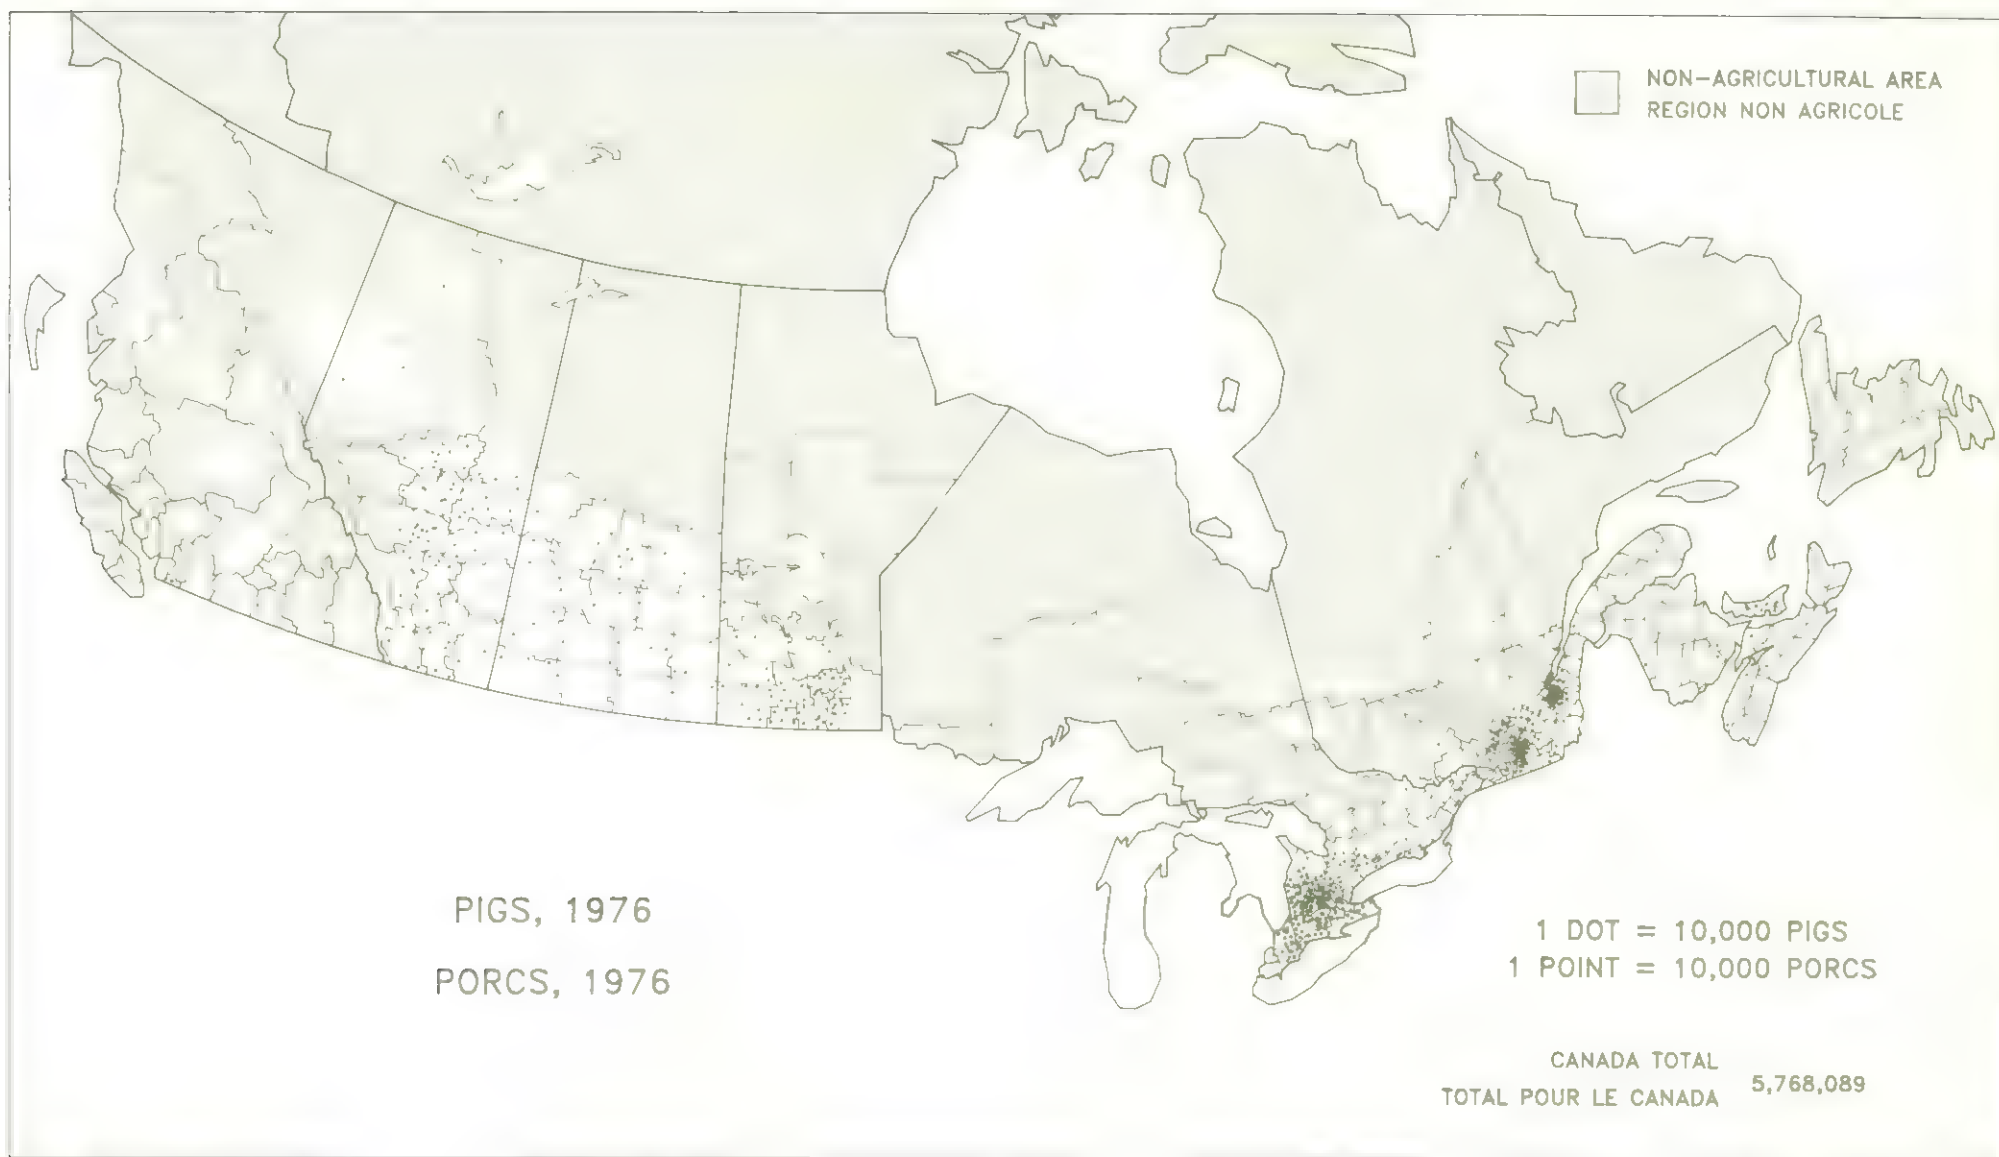 NON-AGRICULTURAL AREA
REGION NON AGRICOLE
PIGS, 1976
PORCS, 1976
1 DOT = 10,000 PIGS
1 POINT = 10,000 PORCS
CANADA TOTAL
TOTAL POUR LE CANADA
5,768,089